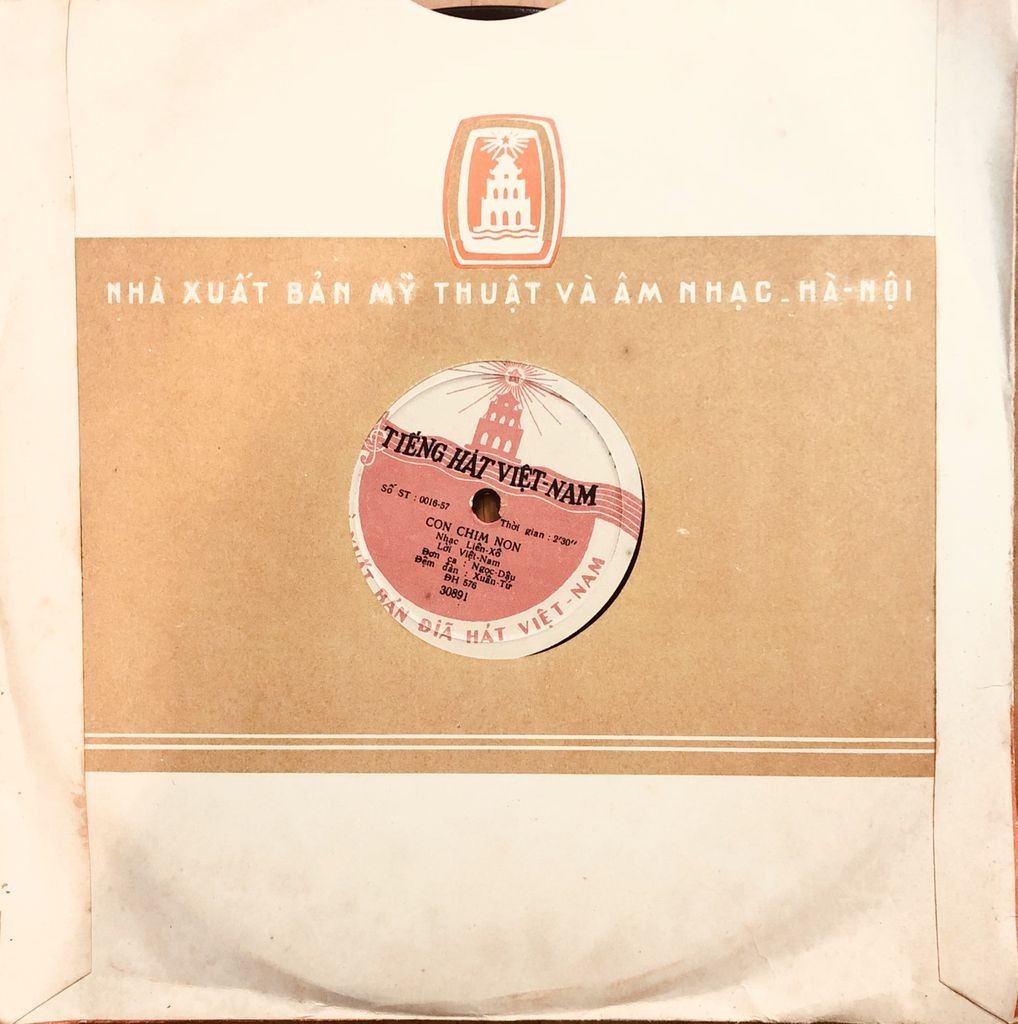 NHÀ XUẤT BẢN MỸ THUẬT VÀ ÂM NHẠC_HÀ-NỘI
TIẾNG HÁT VIỆT-NAM
Số ST : 0016-57
Thời gian : 2'30"
CON CHIM NON
Nhạc Liên-Xô
Lời Việt-Nam
Đơn ca : Ngọc-Dậu
Đệm đàn : Xuân-Tứ
ĐH 576
30891
XUẤT BẢN ĐĨA HÁT VIỆT-NAM